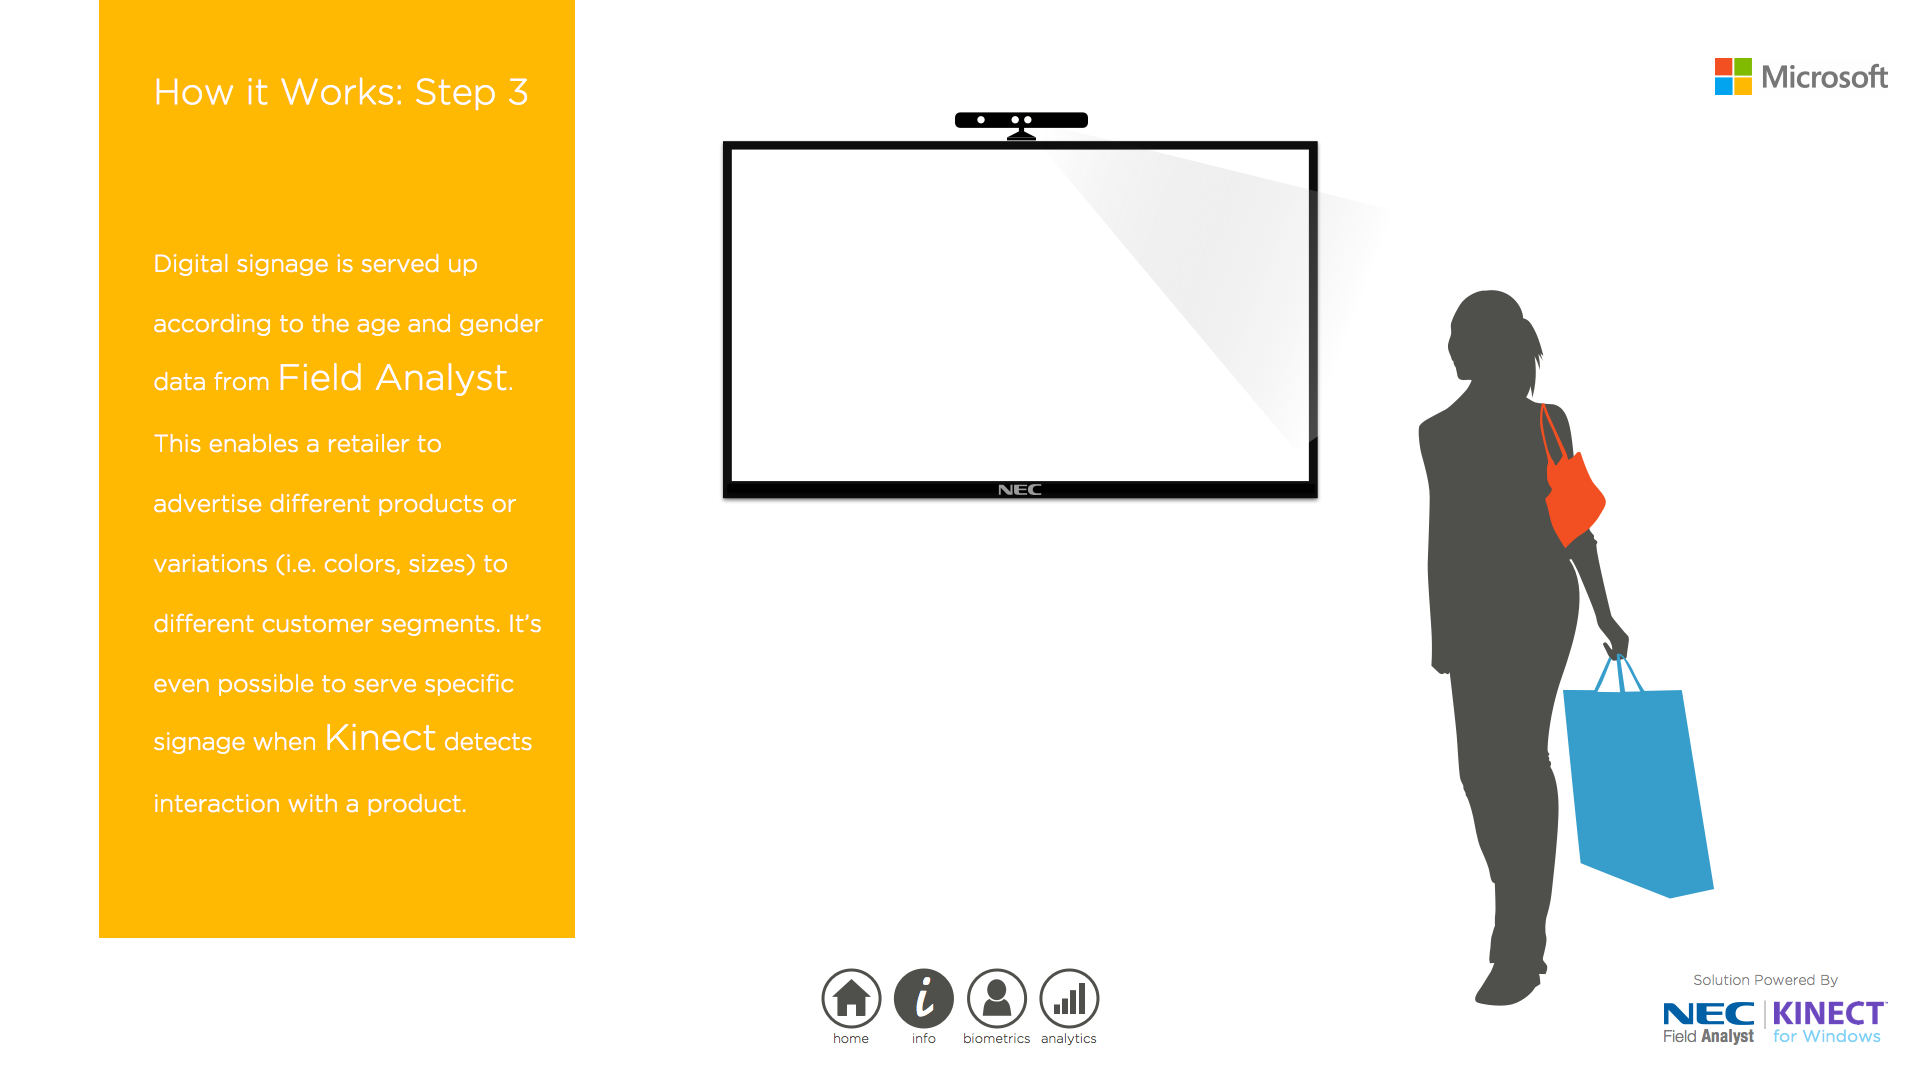 How it Works: Step 3
Digital signage is served up
according to the age and gender
data from Field Analyst.
This enables a retailer to
advertise different products or
variations (i.e. colors, sizes) to
different customer segments. It's
even possible to serve specific
signage when Kinect detects
interaction with a product.
NEC
Microsoft
home
info
biometrics
analytics
Solution Powered By
NEC
Field Analyst
KINECT™
for Windows